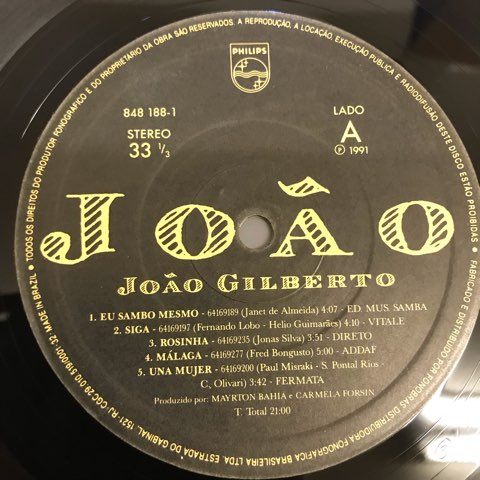 TODOS OS DIREITOS DO PRODUTOR FONOGRÁFICO E DO PROPRIETÁRIO DA OBRA SÃO RESERVADOS. A REPRODUÇÃO, A LOCAÇÃO, EXECUÇÃO PUBLICA E RADIODIFUSÃO DESTE DISCO ESTÃO PROIBIDAS
PHILIPS
848 188-1
LADO
STEREO
A
33 1/3
℗ 1991
JOÃO
JOÃO GILBERTO
1. EU SAMBO MESMO - 64169189 (Janet de Almeida) 4:07 - ED. MUS. SAMBA
2. SIGA - 64169197 (Fernando Lobo - Helio Guimarães) 4:10 - VITALE
3. ROSINHA - 64169235 (Jonas Silva) - 3:51 - DIRETO
4. MÁLAGA - 64169277 (Fred Bongusto) 5:00 - ADDAF
5. UNA MUJER - 64169200 (Paul Misraki - S. Pontal Rios
C, Olivari) 3:42 - FERMATA
Produzido por: MAYRTON BAHIA e CARMELA FORSIN
T. Total 21:00
FABRICADO E DISTRIBUIDO POR FONOBRAS DISTRIBUIDORA FONOGRÁFICA BRASILEIRA LTDA. ESTRADA DO GABINAL, 1521 RJ - CGC 29 010 519/0001-32 MADE IN BRAZIL